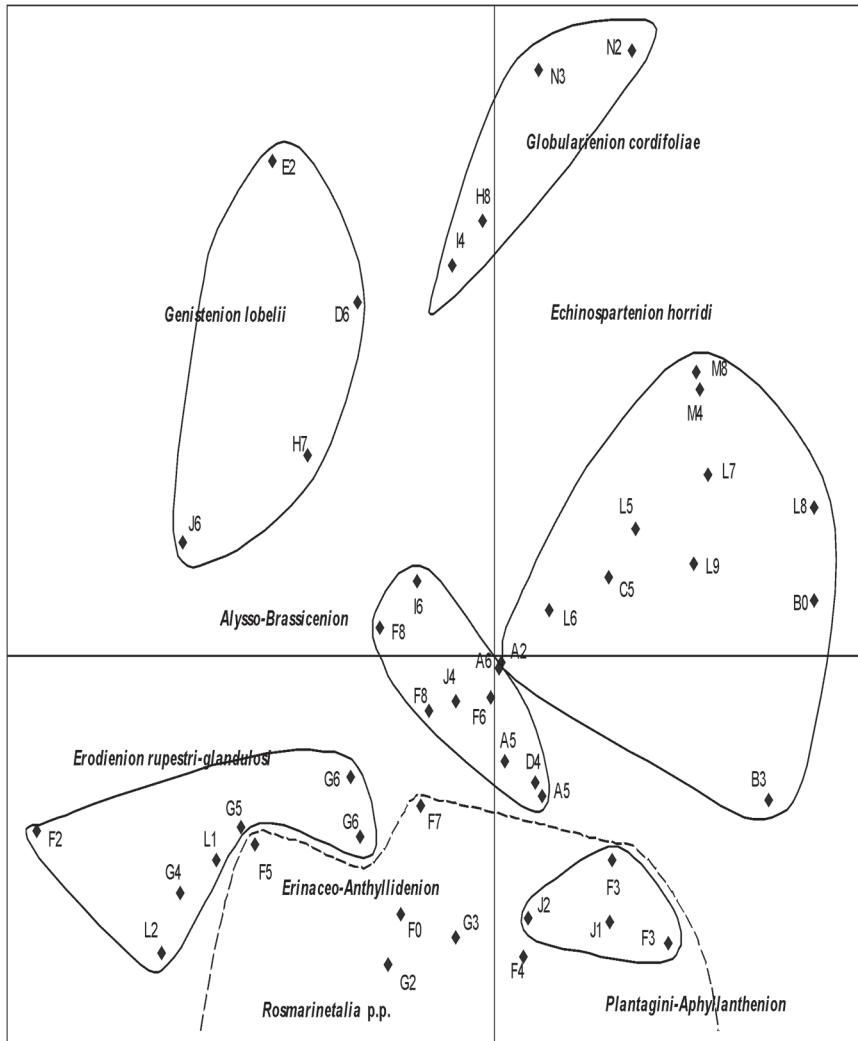 N2
N3
Globularienion cordifoliae
E2
H8
I4
Genistenion lobelii
D6
Echinospartenion horridi
M8
M4
H7
L7
L5
L8
J6
L9
C5
B0
I6
L6
Alysso-Brassicenion
F8
A6
A2
J4
F8
F6
A5
Erodienion rupestri-glandulosi
D4
G6
A5
B3
G5
F7
F2
G6
L1
F5
F3
Erinaceo-Anthyllidenion
G4
J2
F0
J1
G3
F3
L2
F4
G2
Rosmarinetalia p.p.
Plantagini-Aphyllanthenion